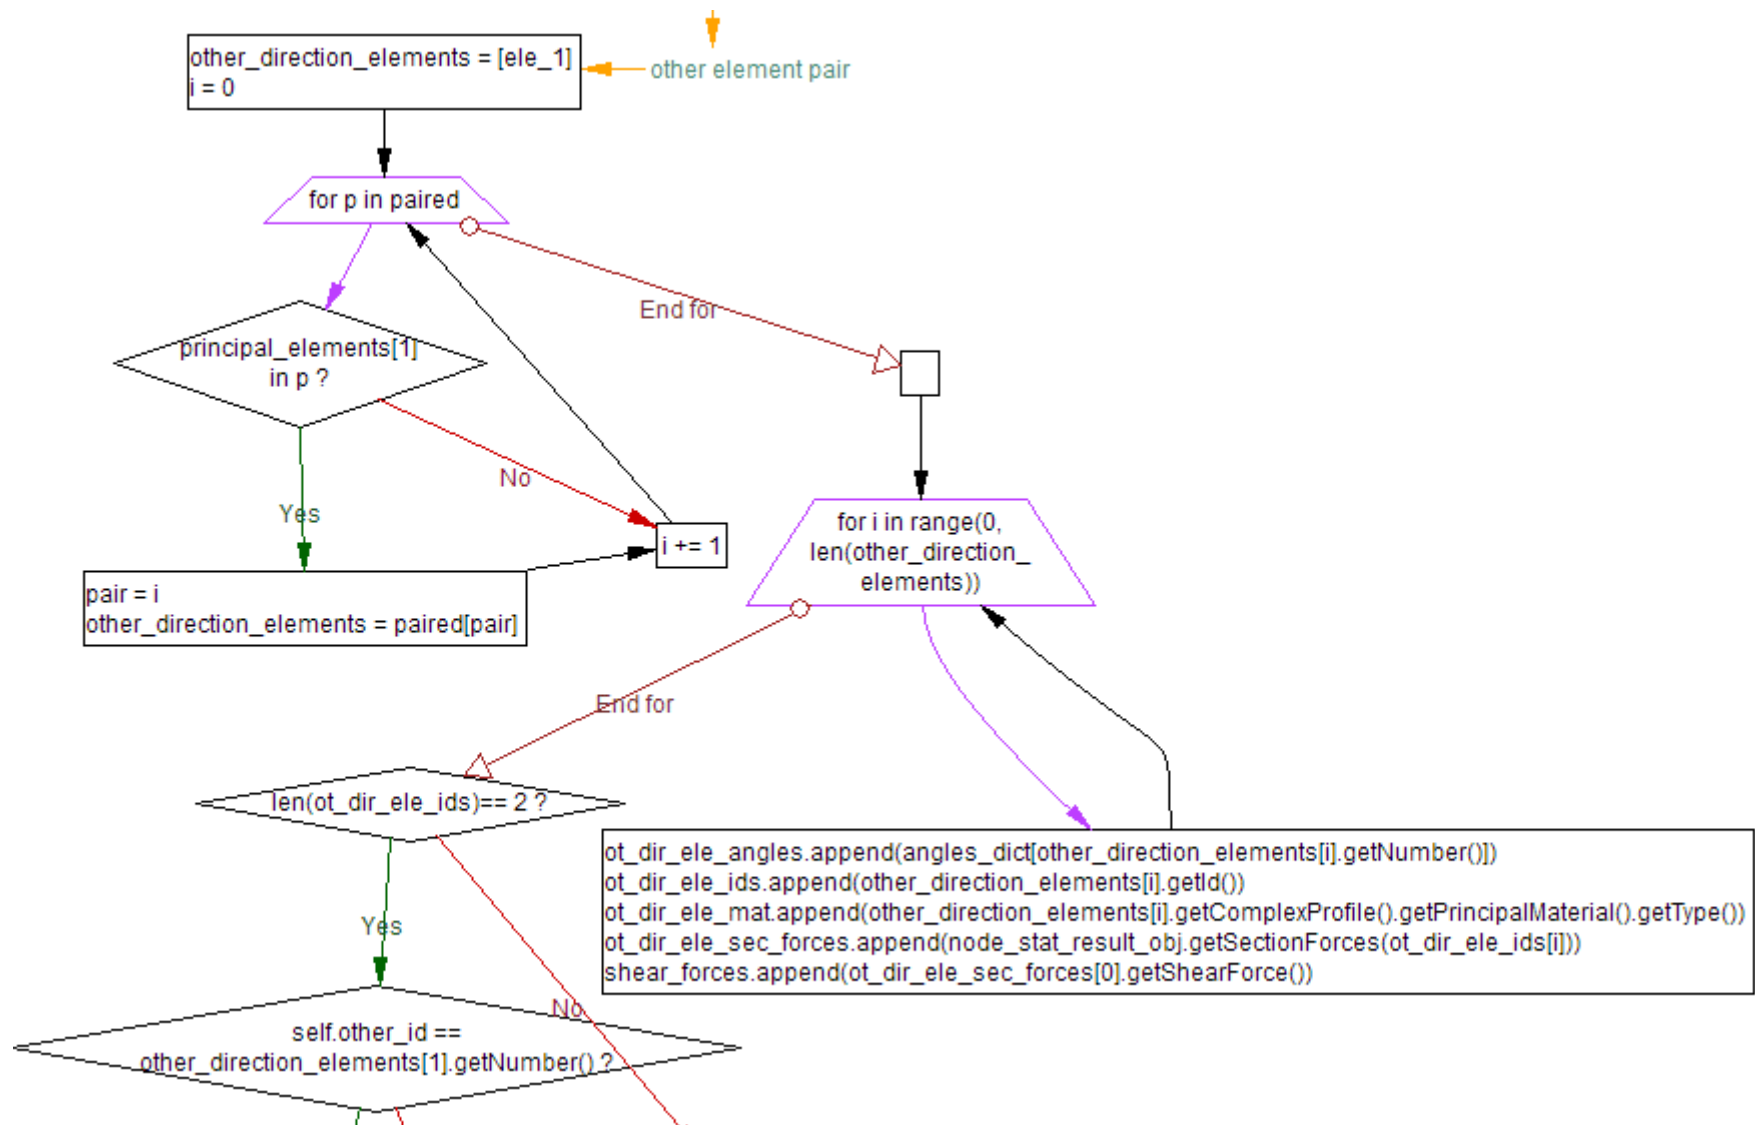 other_direction_elements = [ele_1]
i = 0
other element pair
for p in paired
End for
principal_elements[1]
in p ?
No
Yes
i += 1
pair = i
other_direction_elements = paired[pair]
for i in range(0,
len(other_direction_
elements))
End for
len(ot_dir_ele_ids)== 2 ?
ot_dir_ele_angles.append(angles_dict[other_direction_elements[i].getNumber()])
ot_dir_ele_ids.append(other_direction_elements[i].getId())
ot_dir_ele_mat.append(other_direction_elements[i].getComplexProfile().getPrincipalMaterial().getType())
ot_dir_ele_sec_forces.append(node_stat_result_obj.getSectionForces(ot_dir_ele_ids[i]))
shear_forces.append(ot_dir_ele_sec_forces[0].getShearForce())
Yes
No
self.other_id ==
other_direction_elements[1].getNumber() ?